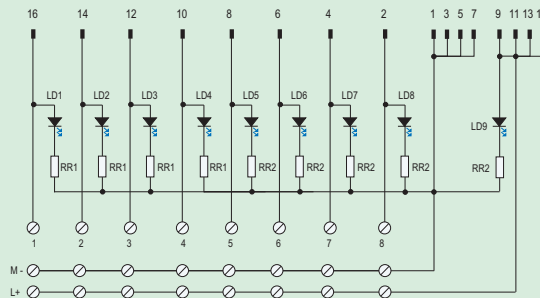 16 14 12 10 8 6 4 2 1 3 5 7 9 11 13 1
LD1 LD2 LD3 LD4 LD5 LD6 LD7 LD8
LD9
RR1 RR1 RR1 RR1 RR2 RR2 RR2 RR2 RR2
1 2 3 4 5 6 7 8
M -
L+